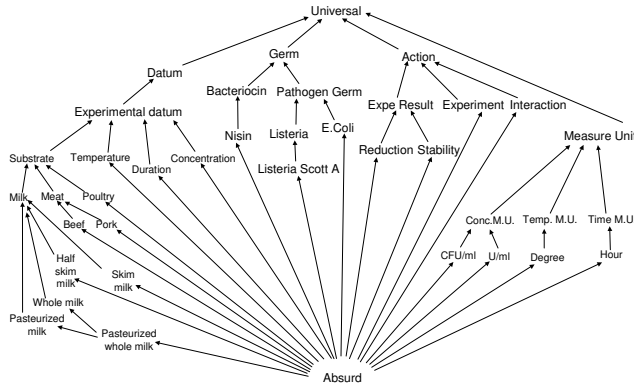 Universal
Germ
Action
Datum
Bacteriocin
Pathogen Germ
Experimental datum
Expe Result
Experiment
Interaction
Nisin
Listeria
E.Coli
Measure Unit
Substrate
Temperature
Duration
Concentration
Listeria Scott A
Reduction
Stability
Milk
Meat
Poultry
Beef
Pork
Conc.M.U.
Temp. M.U.
Time M.U
CFU/ml
U/ml
Degree
Hour
Half
skim
milk
Skim
milk
Whole milk
Pasteurized
milk
Pasteurized
whole milk
Absurd